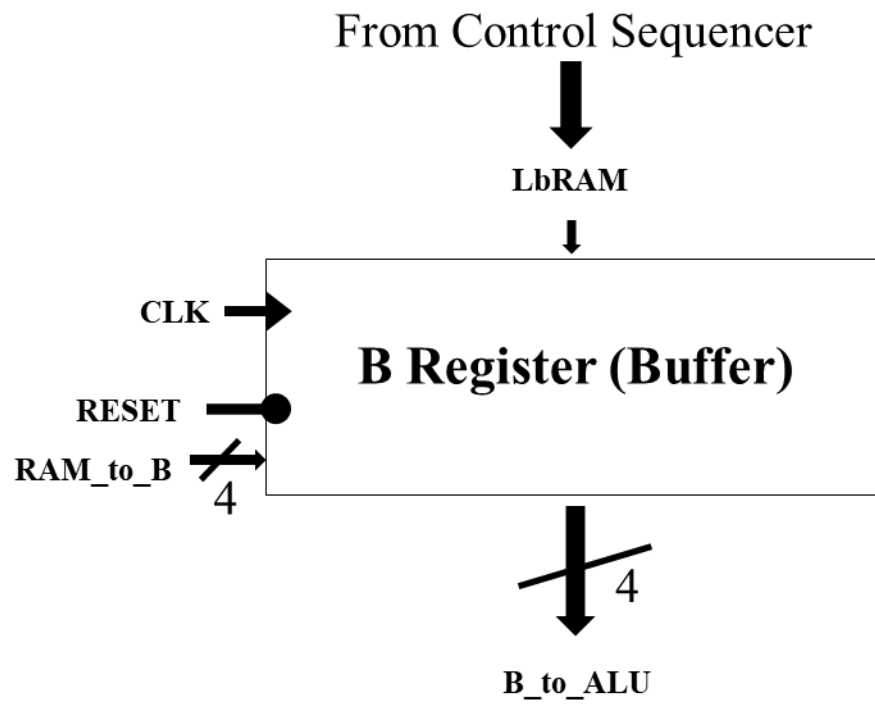 From Control Sequencer
LbRAM
CLK
B Register (Buffer)
RESET
RAM_to_B
4
4
B_to_ALU